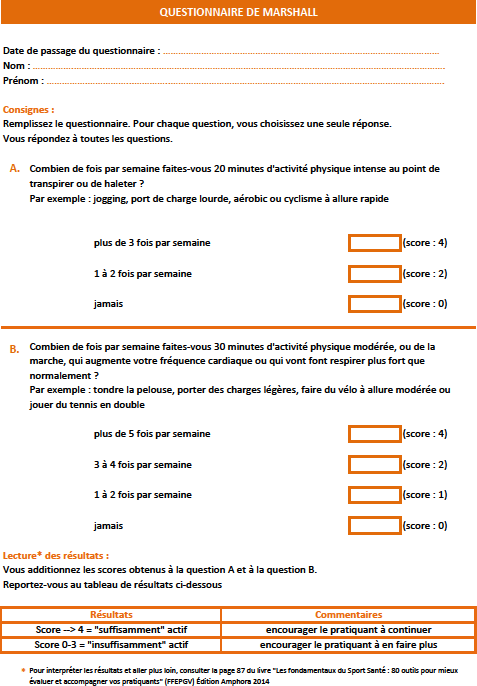 QUESTIONNAIRE DE MARSHALL
Date de passage du questionnaire : ....................................................................................
Nom : ....................................................................................
Prénom : ....................................................................................
Consignes :
Remplissez le questionnaire. Pour chaque question, vous choisissez une seule réponse.
Vous répondez à toutes les questions.
A. Combien de fois par semaine faites-vous 20 minutes d'activité physique intense au point de
transpirer ou de haleter ?
Par exemple : jogging, port de charge lourde, aérobic ou cyclisme à allure rapide
plus de 3 fois par semaine (score : 4)
1 à 2 fois par semaine (score : 2)
jamais (score : 0)
B. Combien de fois par semaine faites-vous 30 minutes d'activité physique modérée, ou de la
marche, qui augmente votre fréquence cardiaque ou qui vont font respirer plus fort que
normalement ?
Par exemple : tondre la pelouse, porter des charges légères, faire du vélo à allure modérée ou
jouer du tennis en double
plus de 5 fois par semaine (score : 4)
3 à 4 fois par semaine (score : 2)
1 à 2 fois par semaine (score : 1)
jamais (score : 0)
Lecture* des résultats :
Vous additionnez les scores obtenus à la question A et à la question B.
Reportez-vous au tableau de résultats ci-dessous
Résultats Commentaires
Score --> 4 = "suffisamment" actif encourager le pratiquant à continuer
Score 0-3 = "insuffisamment" actif encourager le pratiquant à en faire plus
* Pour interpréter les résultats et aller plus loin, consulter la page 87 du livre "Les fondamentaux du Sport Santé : 80 outils pour mieux
évaluer et accompagner vos pratiquants" (FFEPGV) Édition Amphora 2014